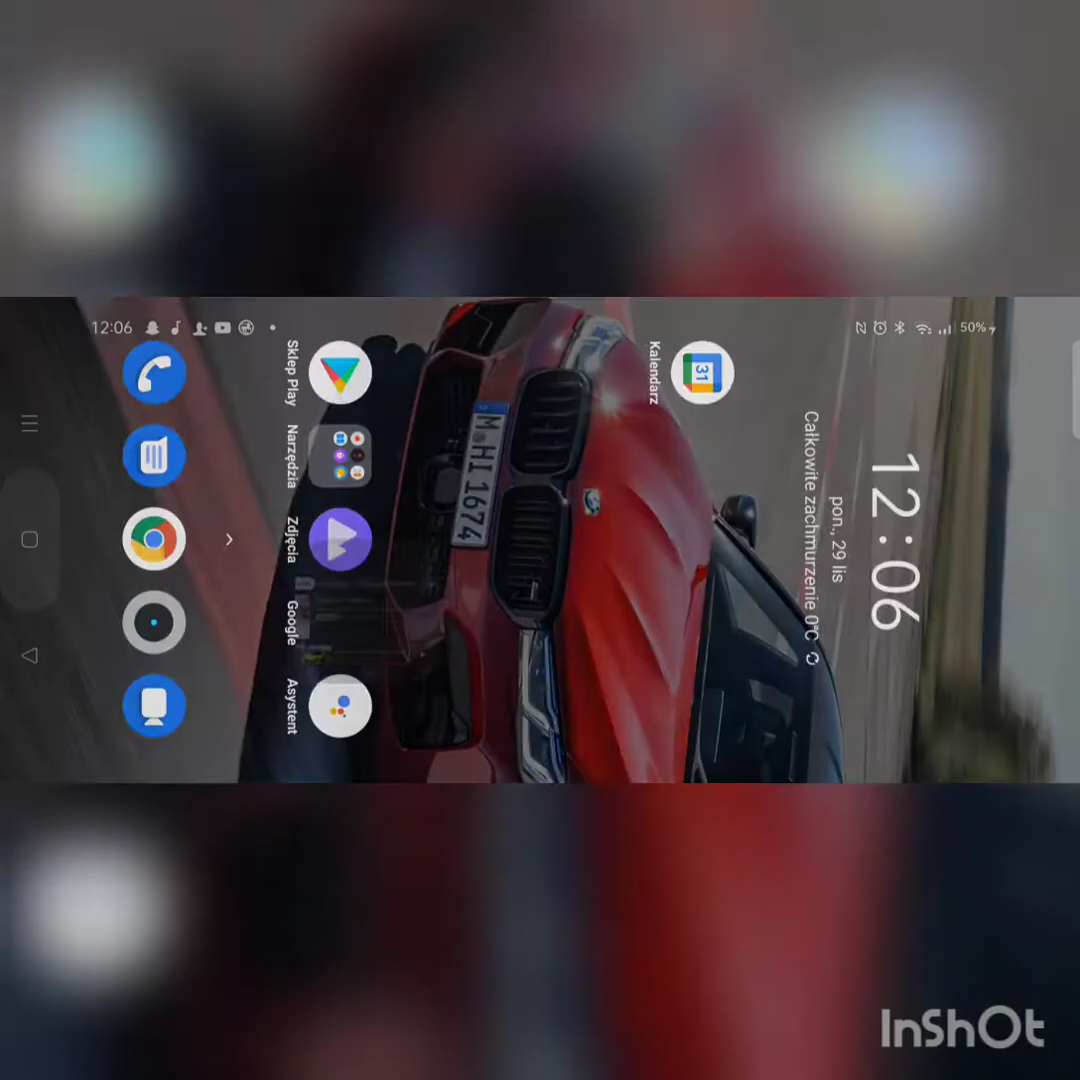 12:06
50%
12:06
pon., 29 lis
Całkowite zachmurzenie 0°C
31
Kalendarz
M HI 1674
Sklep Play
Narzędzia
Zdjęcia
Google
Asystent
InShOt